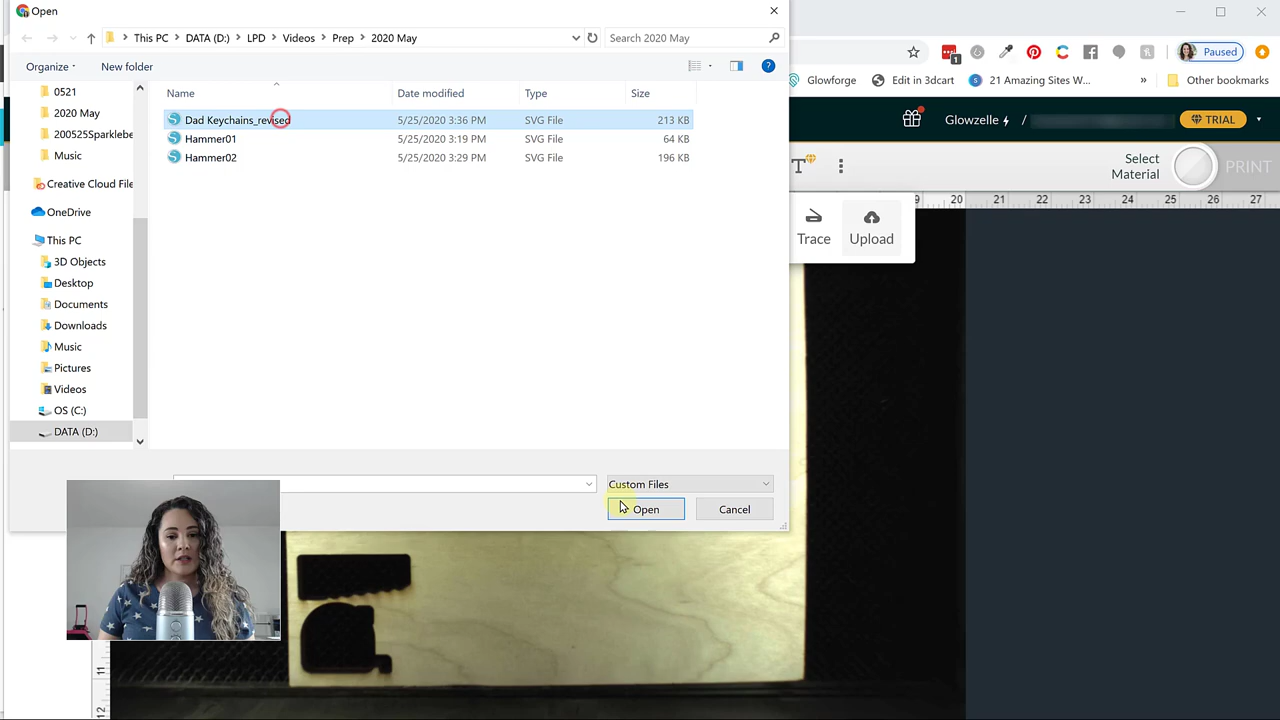 Open
This PC > DATA (D:) > LPD > Videos > Prep > 2020 May
Search 2020 May
Paused
Organize
New folder
Glowforge
Edit in 3dcart
21 Amazing Sites W...
»
Other bookmarks
0521
2020 May
200525Sparklebe
Music
Creative Cloud File
OneDrive
This PC
3D Objects
Desktop
Documents
Downloads
Music
Pictures
Videos
OS (C:)
DATA (D:)
Name
Date modified
Type
Size
Dad Keychains_revised 5/25/2020 3:36 PM SVG File 213 KB
Hammer01 5/25/2020 3:19 PM SVG File 64 KB
Hammer02 5/25/2020 3:29 PM SVG File 196 KB
Glowzelle /
TRIAL
Select
Material
PRINT
19 20 21 22 23 24 25 26 27
Trace
Upload
Custom Files
Open
Cancel
11
12